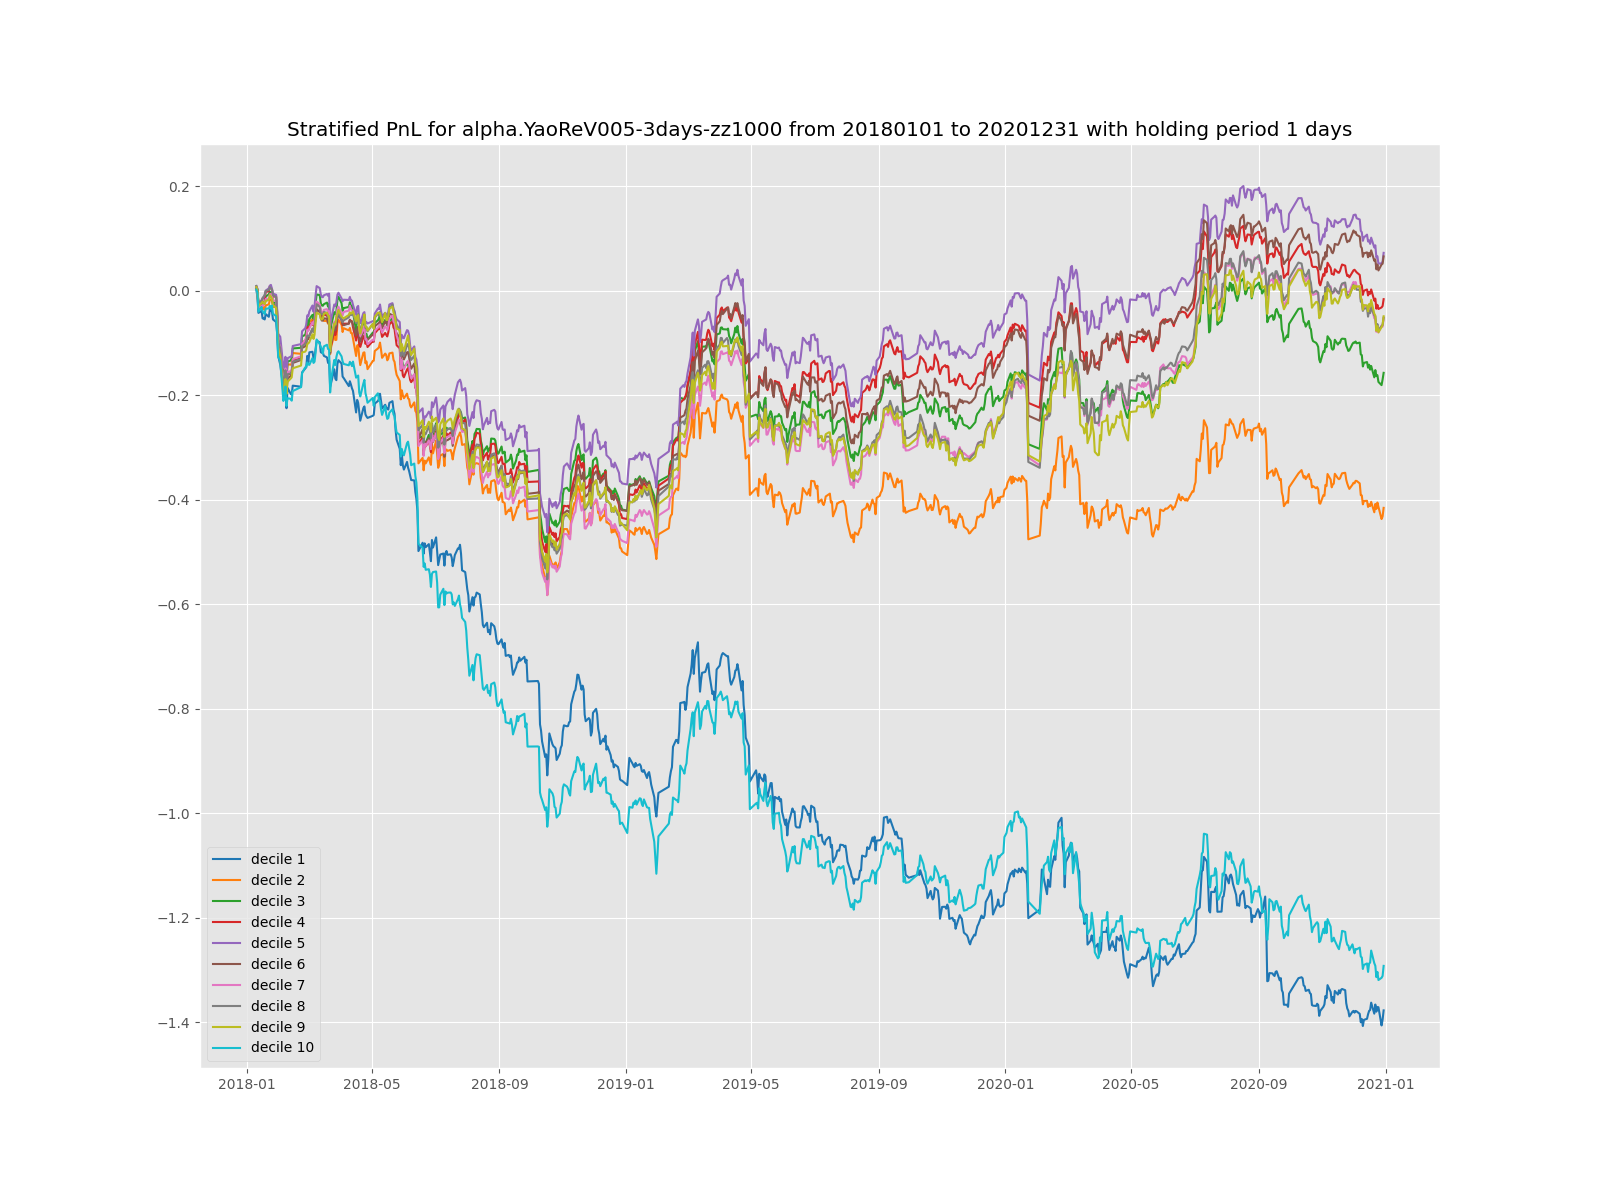 Stratified PnL for alpha.YaoReV005-3days-zz1000 from 20180101 to 20201231 with holding period 1 days
0.2
0.0
−0.2
−0.4
−0.6
−0.8
−1.0
−1.2
−1.4
decile 1
decile 2
decile 3
decile 4
decile 5
decile 6
decile 7
decile 8
decile 9
decile 10
2018-01 2018-05 2018-09 2019-01 2019-05 2019-09 2020-01 2020-05 2020-09 2021-01